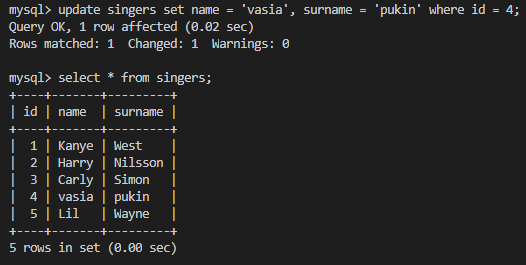 mysql> update singers set name = 'vasia', surname = 'pukin' where id = 4;
Query OK, 1 row affected (0.02 sec)
Rows matched: 1  Changed: 1  Warnings: 0

mysql> select * from singers;
+----+-------+---------+
| id | name  | surname |
+----+-------+---------+
|  1 | Kanye | West    |
|  2 | Harry | Nilsson |
|  3 | Carly | Simon   |
|  4 | vasia | pukin   |
|  5 | Lil   | Wayne   |
+----+-------+---------+
5 rows in set (0.00 sec)